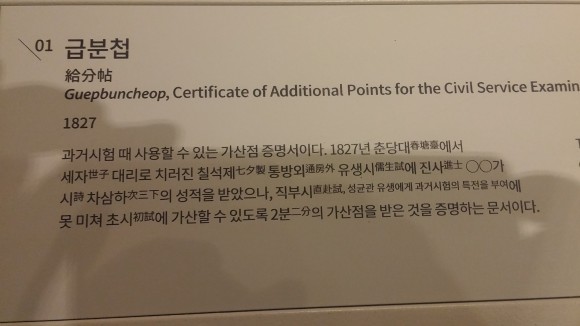 01 급분첩
給分帖
Guepbuncheop, Certificate of Additional Points for the Civil Service Examin
1827
과거시험 때 사용할 수 있는 가산점 증명서이다. 1827년 춘당대春塘臺에서
세자世子 대리로 치러진 칠석제七夕製 통방외通房外 유생시儒生試에 진사進士 ○○가
시詩 차삼하次三下의 성적을 받았으나, 직부시直赴試, 성균관 유생에게 과거시험의 특전을 부여에
못 미쳐 초시初試에 가산할 수 있도록 2분二分의 가산점을 받은 것을 증명하는 문서이다.